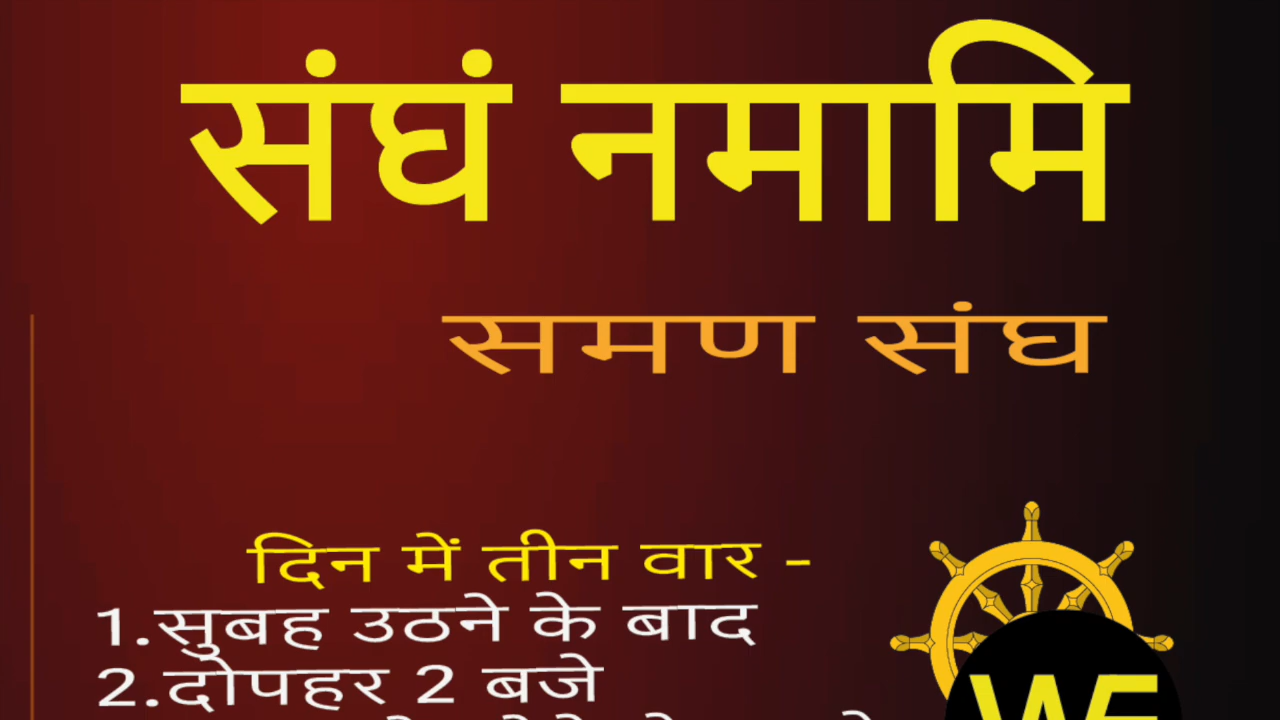 संघं नमामि
समण संघ
दिन में तीन वार -
1.सुबह उठने के बाद
2.दोपहर 2 बजे